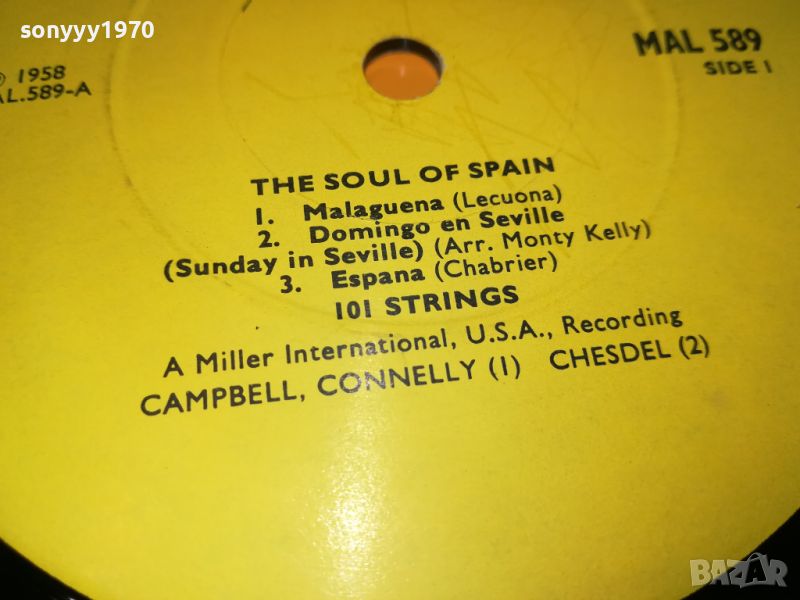 sonyyy1970
MAL 589
SIDE 1
℗ 1958
AL.589-A
THE SOUL OF SPAIN
1. Malaguena (Lecuona)
2. Domingo en Seville
(Sunday in Seville) (Arr. Monty Kelly)
3. Espana (Chabrier)
101 STRINGS
A Miller International, U.S.A., Recording
CAMPBELL, CONNELLY (1) CHESDEL (2)
BAZAR